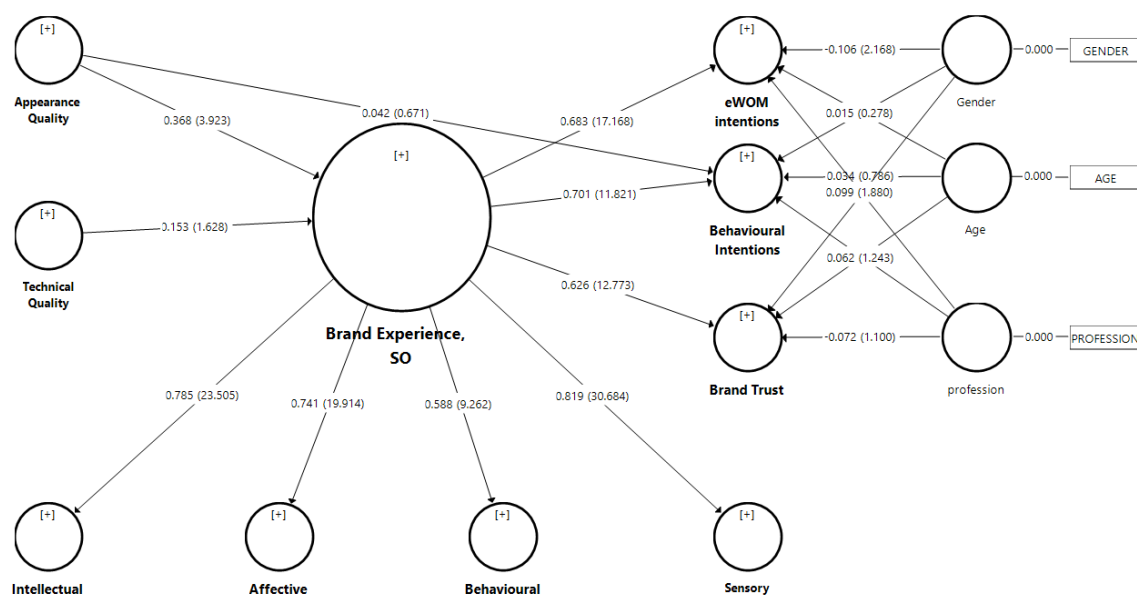 [+]
Appearance
Quality
0.368 (3.923)
0.042 (0.671)
[+]
Technical
Quality
0.153 (1.628)
[+]
Brand Experience,
SO
0.683 (17.168)
0.701 (11.821)
0.626 (12.773)
[+]
eWOM
intentions
[+]
Behavioural
Intentions
[+]
Brand Trust
-0.106 (2.168)
0.015 (0.278)
0.034 (0.786)
0.099 (1.880)
0.062 (1.243)
-0.072 (1.100)
Gender
0.000
GENDER
Age
0.000
AGE
profession
0.000
PROFESSION
0.785 (23.505)
0.741 (19.914)
0.588 (9.262)
0.819 (30.684)
[+]
Intellectual
[+]
Affective
[+]
Behavioural
[+]
Sensory